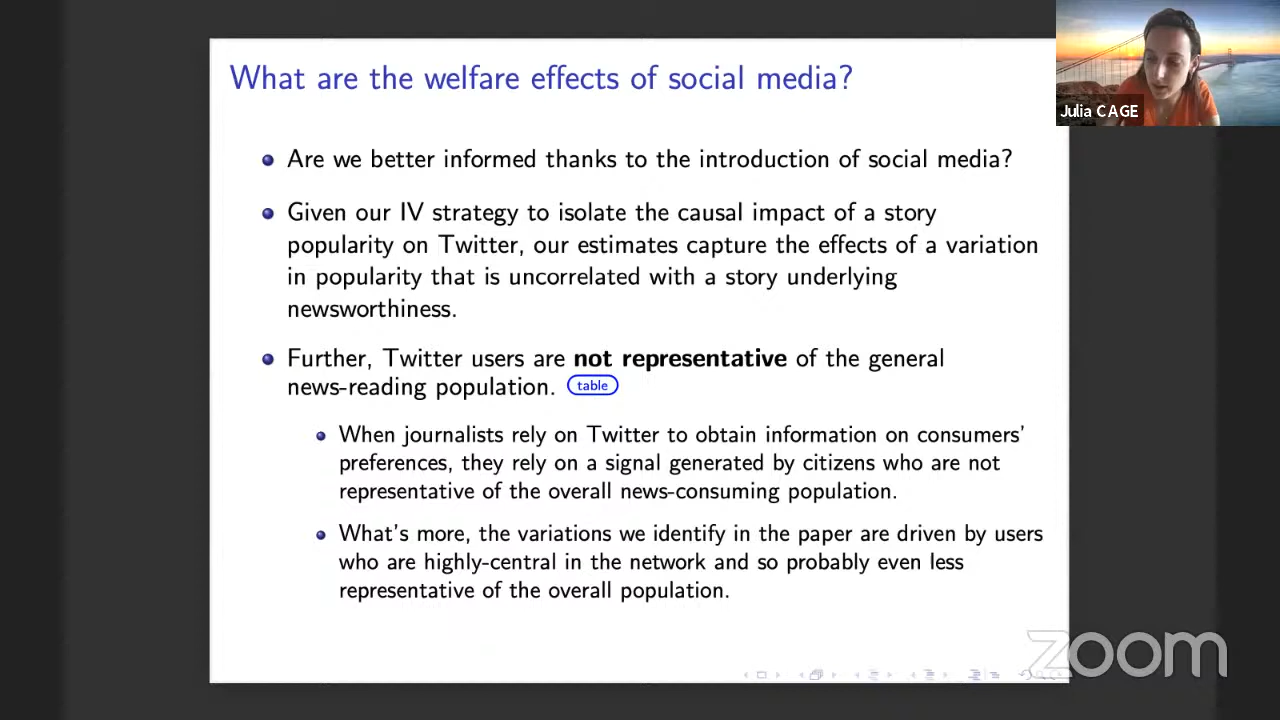 What are the welfare effects of social media?
Julia CAGE
Are we better informed thanks to the introduction of social media?
Given our IV strategy to isolate the causal impact of a story
popularity on Twitter, our estimates capture the effects of a variation
in popularity that is uncorrelated with a story underlying
newsworthiness.
Further, Twitter users are not representative of the general
news-reading population. table
When journalists rely on Twitter to obtain information on consumers'
preferences, they rely on a signal generated by citizens who are not
representative of the overall news-consuming population.
What's more, the variations we identify in the paper are driven by users
who are highly-central in the network and so probably even less
representative of the overall population.
zoom